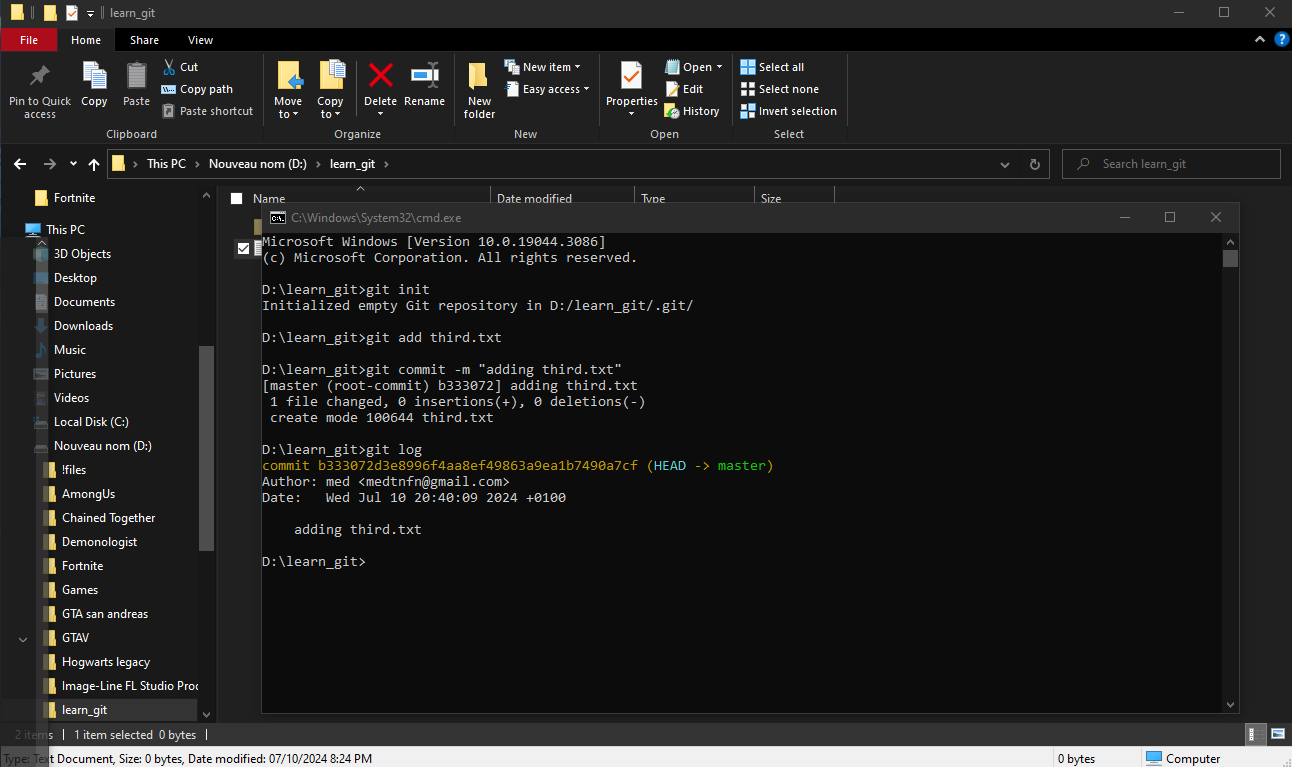 learn_git
File Home Share View
Pin to Quick access
Copy
Paste
Cut
Copy path
Paste shortcut
Clipboard
Move to
Copy to
Delete
Rename
Organize
New folder
New item
Easy access
New
Properties
Open
Edit
History
Open
Select all
Select none
Invert selection
Select
This PC > Nouveau nom (D:) > learn_git >
Search learn_git
Name Date modified Type Size
Fortnite
This PC
3D Objects
Desktop
Documents
Downloads
Music
Pictures
Videos
Local Disk (C:)
Nouveau nom (D:)
!files
AmongUs
Chained Together
Demonologist
Fortnite
Games
GTA san andreas
GTAV
Hogwarts legacy
Image-Line FL Studio Proc
learn_git
C:\Windows\System32\cmd.exe
Microsoft Windows [Version 10.0.19044.3086]
(c) Microsoft Corporation. All rights reserved.
D:\learn_git>git init
Initialized empty Git repository in D:/learn_git/.git/
D:\learn_git>git add third.txt
D:\learn_git>git commit -m "adding third.txt"
[master (root-commit) b333072] adding third.txt
1 file changed, 0 insertions(+), 0 deletions(-)
create mode 100644 third.txt
D:\learn_git>git log
commit b333072d3e8996f4aa8ef49863a9ea1b7490a7cf (HEAD -> master)
Author: med <medtnfn@gmail.com>
Date:   Wed Jul 10 20:40:09 2024 +0100
adding third.txt
D:\learn_git>
2 items 1 item selected 0 bytes
Type: Text Document, Size: 0 bytes, Date modified: 07/10/2024 8:24 PM 0 bytes Computer